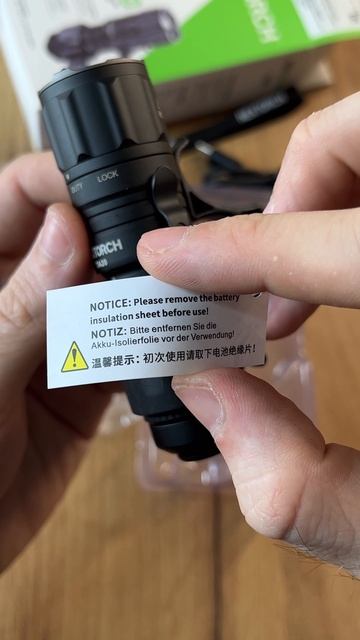 TORCH
DUTY LOCK
TORCH
NOTICE: Please remove the battery
insulation sheet before use!
NOTIZ: Bitte entfernen Sie die
Akku-Isolierfolie vor der Verwendung!
温馨提示：初次使用请取下电池绝缘片！